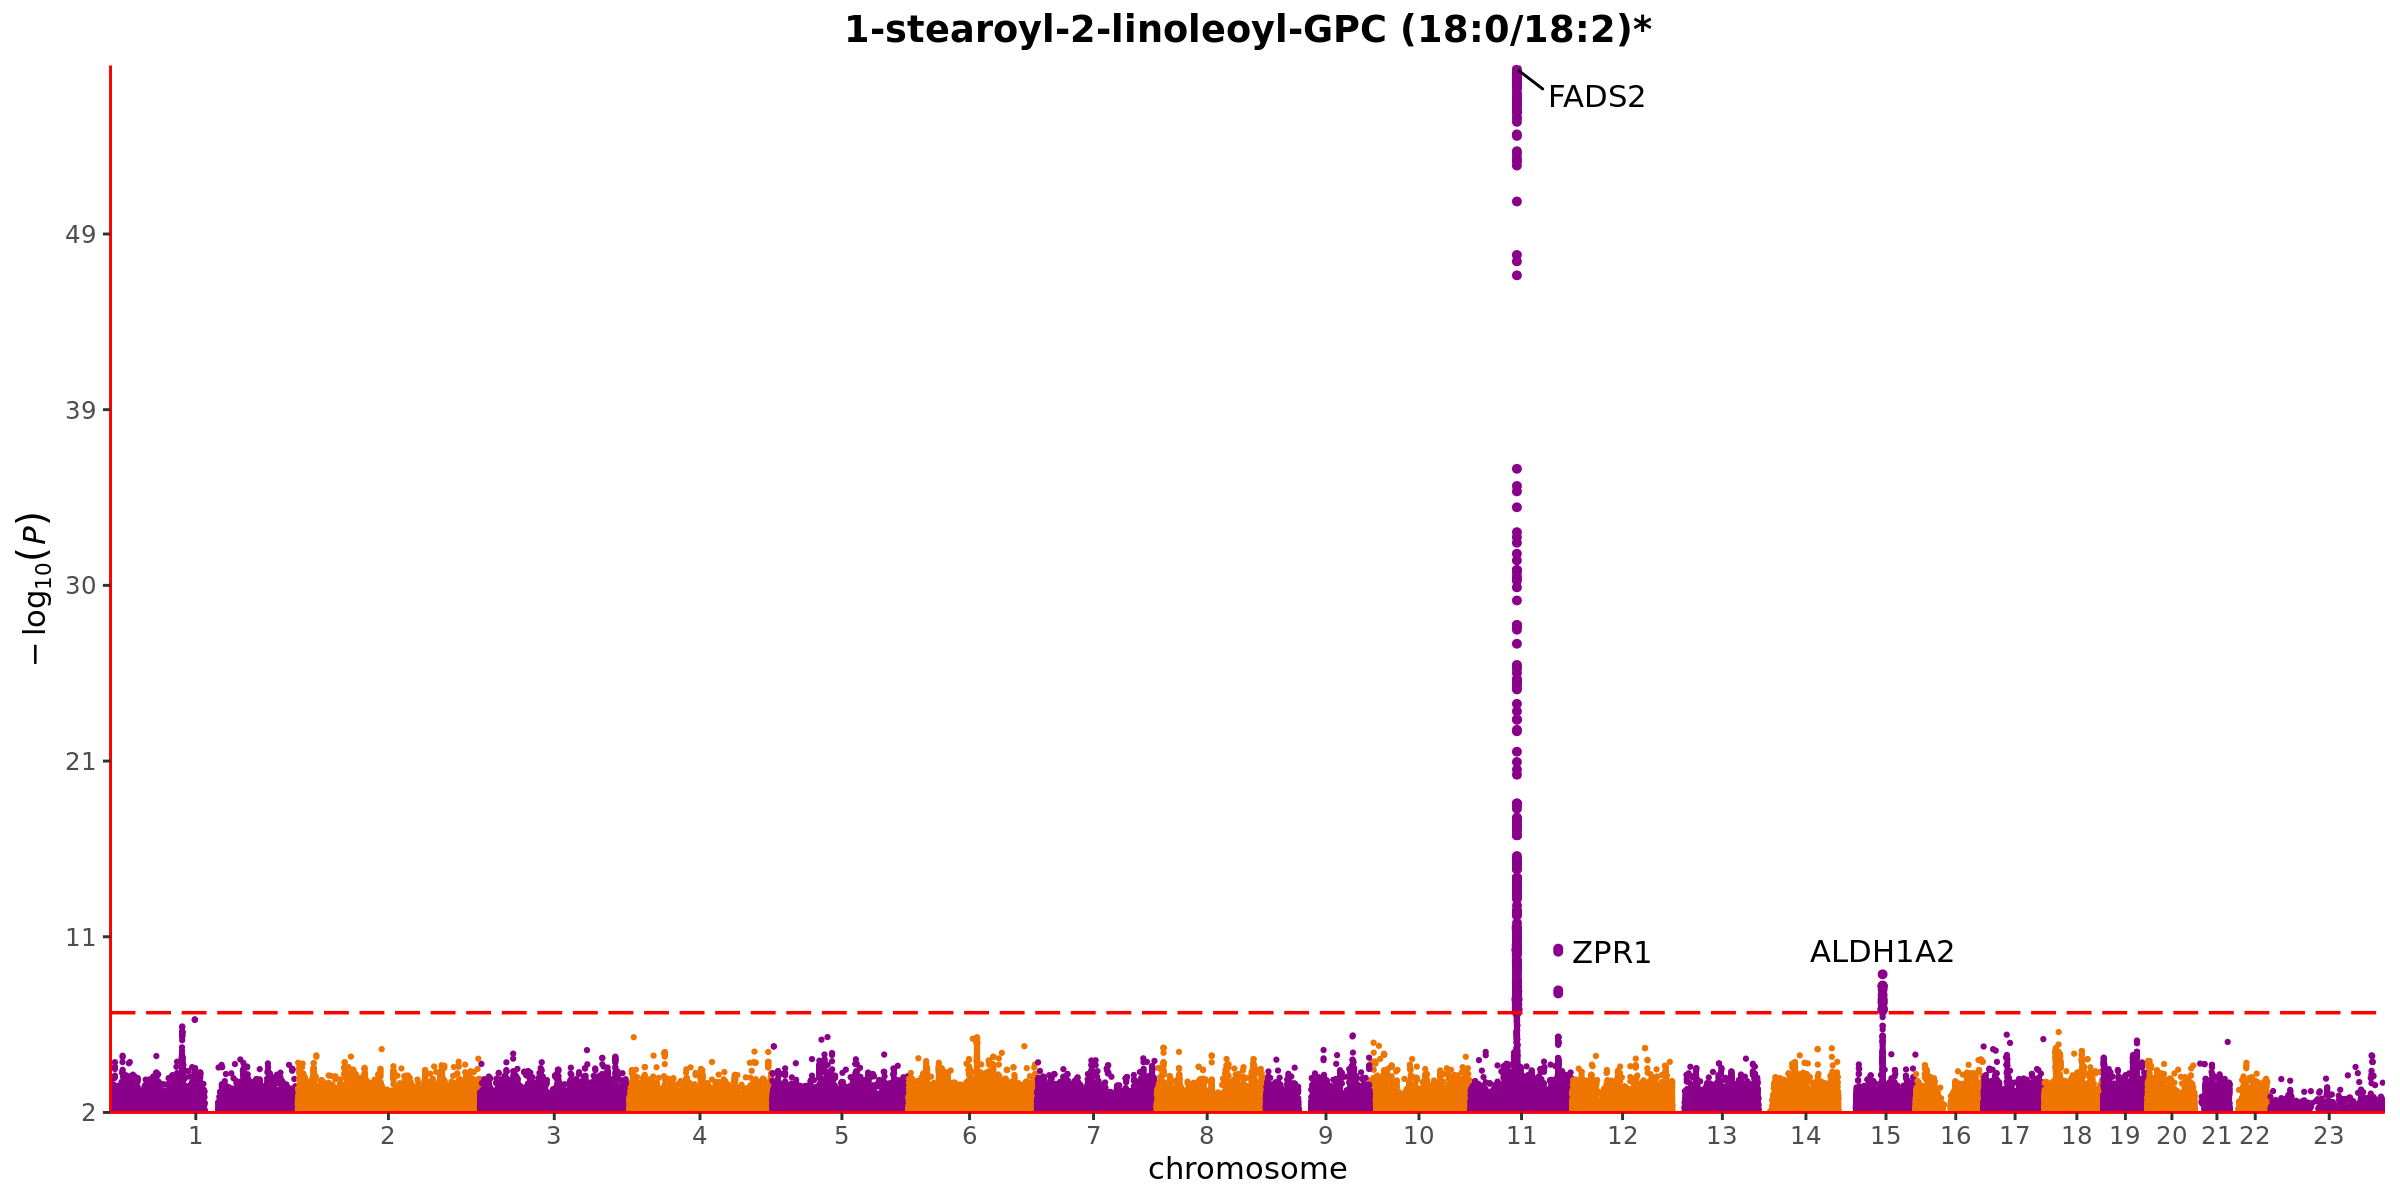 1-stearoyl-2-linoleoyl-GPC (18:0/18:2)*
FADS2
49
39
30
21
11
2
− log10(P)
ZPR1
ALDH1A2
1 2 3 4 5 6 7 8 9 10 11 12 13 14 15 16 17 18 19 20 21 22 23
chromosome